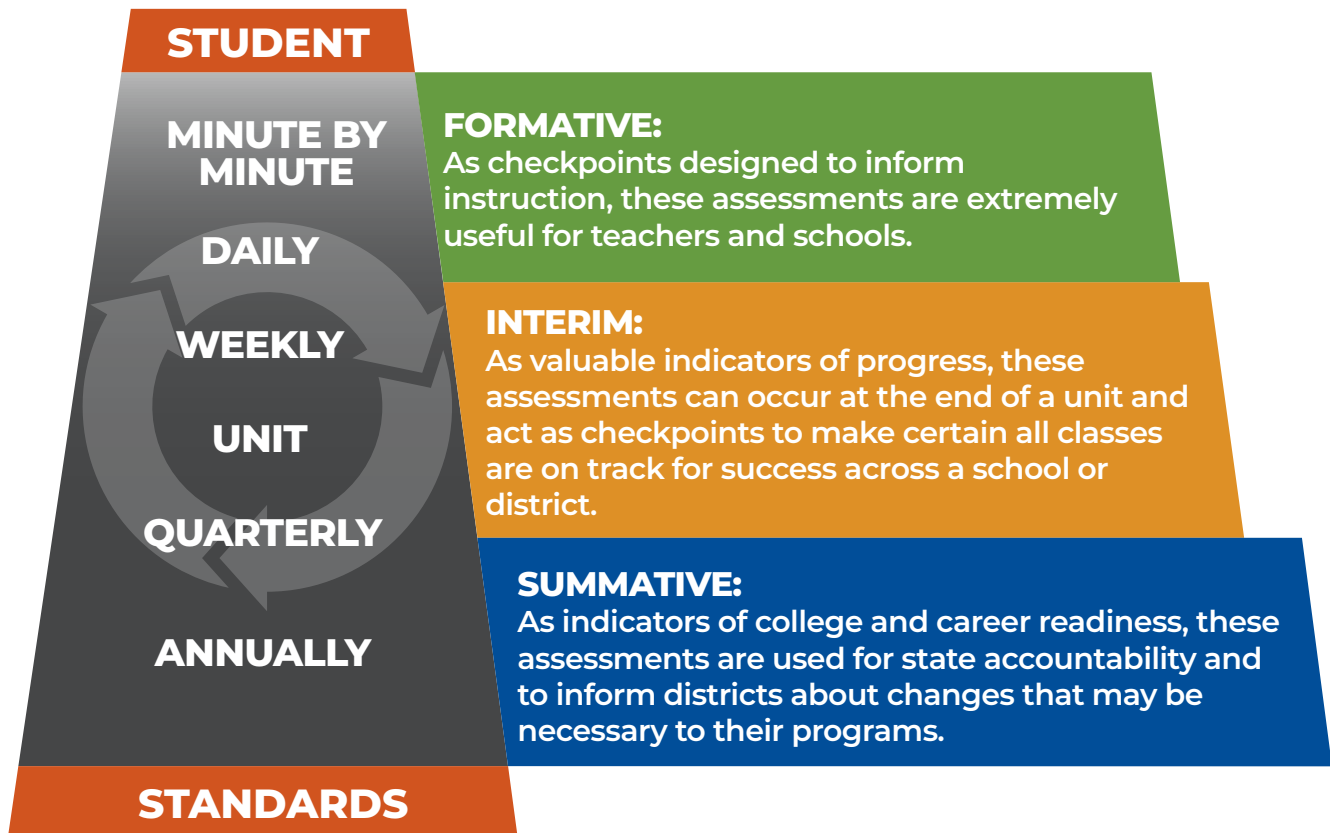 STUDENT
MINUTE BY
MINUTE
DAILY
WEEKLY
UNIT
QUARTERLY
ANNUALLY
STANDARDS
FORMATIVE:
As checkpoints designed to inform
instruction, these assessments are extremely
useful for teachers and schools.
INTERIM:
As valuable indicators of progress, these
assessments can occur at the end of a unit and
act as checkpoints to make certain all classes
are on track for success across a school or
district.
SUMMATIVE:
As indicators of college and career readiness, these
assessments are used for state accountability and
to inform districts about changes that may be
necessary to their programs.